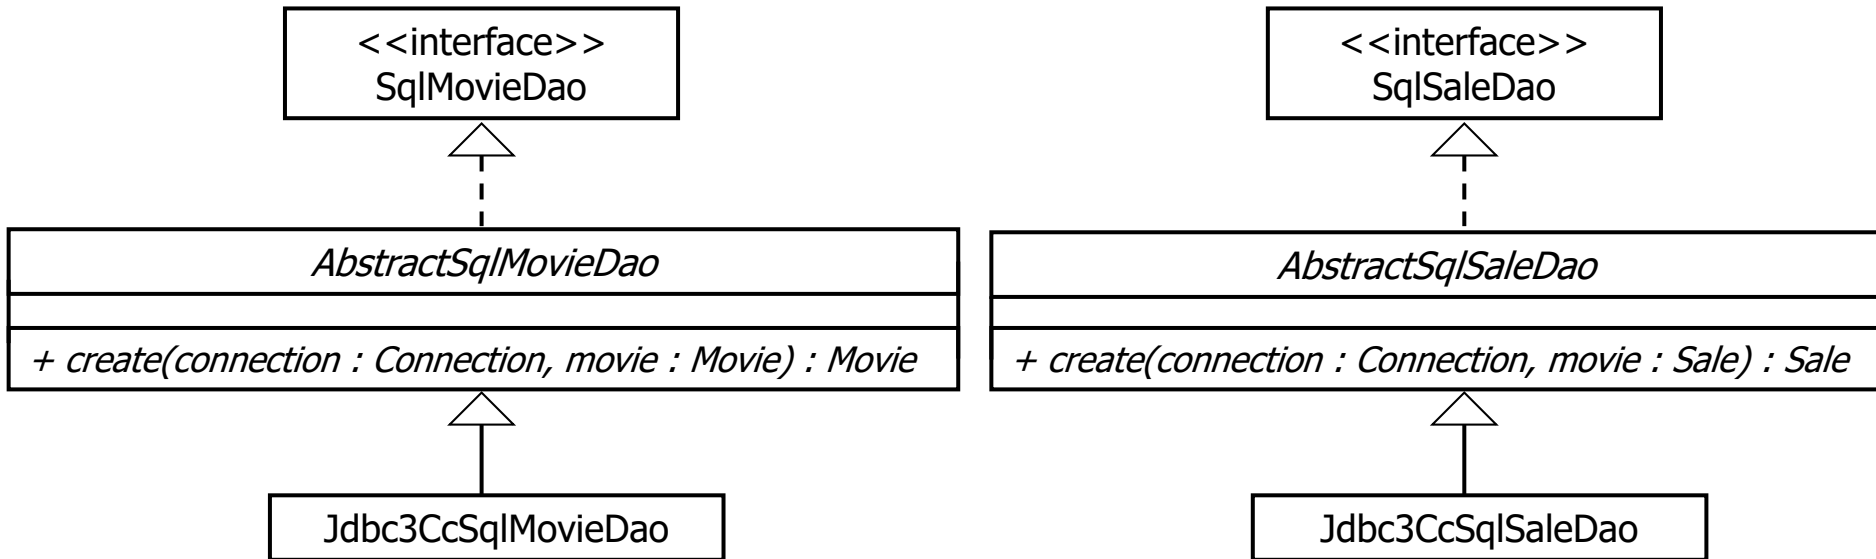 <<interface>>
SqlMovieDao
AbstractSqlMovieDao
+ create(connection : Connection, movie : Movie) : Movie
Jdbc3CcSqlMovieDao
<<interface>>
SqlSaleDao
AbstractSqlSaleDao
+ create(connection : Connection, movie : Sale) : Sale
Jdbc3CcSqlSaleDao